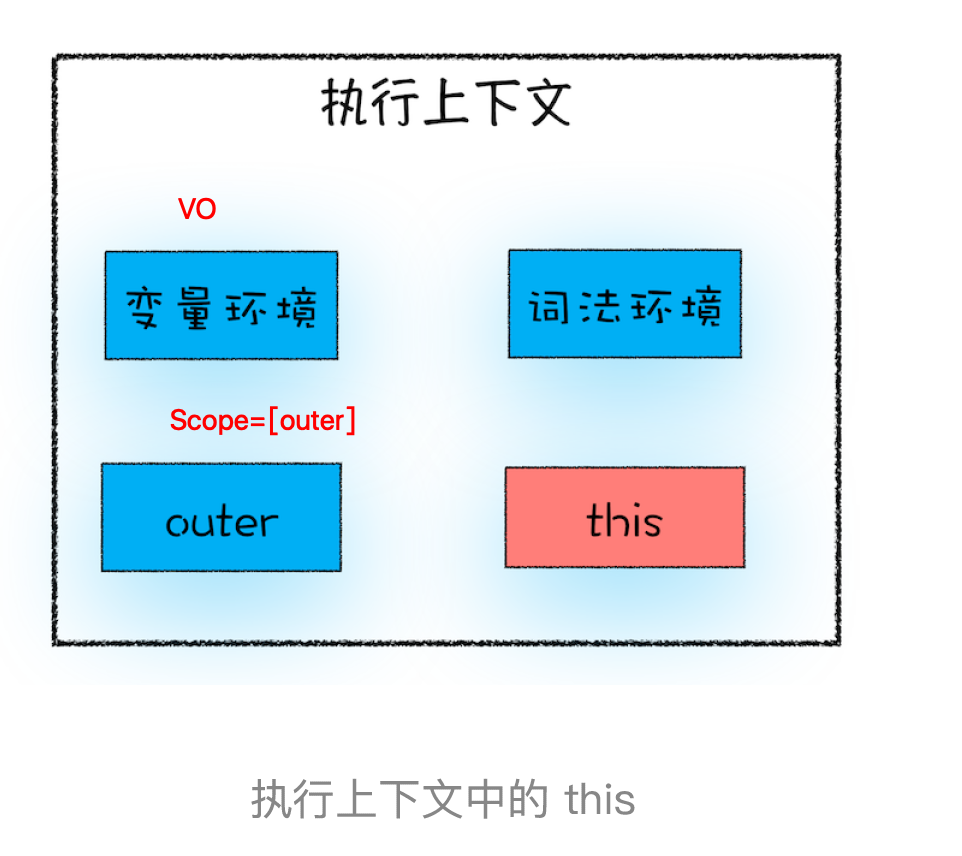 执行上下文
VO
变量环境
词法环境
Scope=[outer]
outer
this
执行上下文中的 this